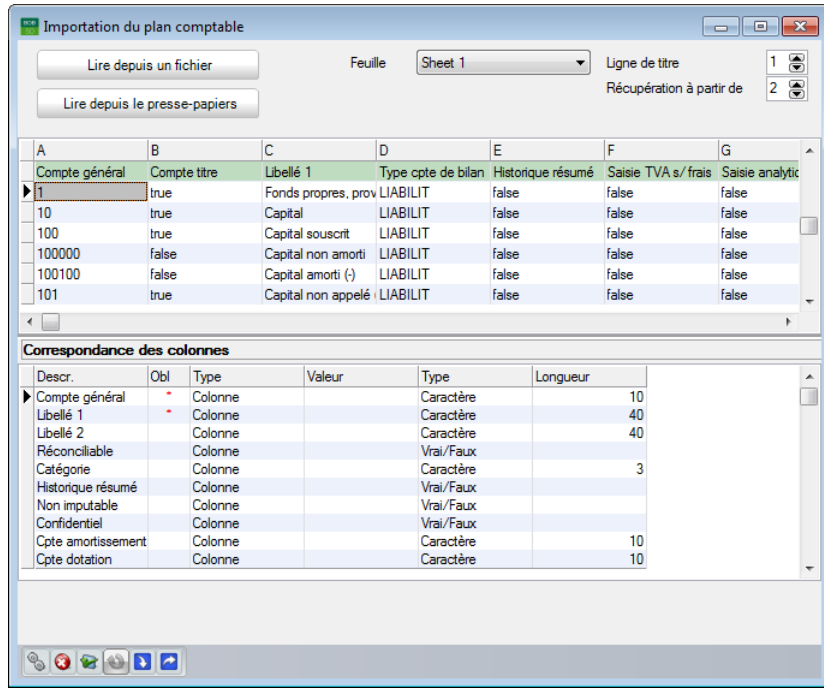 Importation du plan comptable
Lire depuis un fichier
Feuille
Sheet 1
Ligne de titre
1
Lire depuis le presse-papiers
Récupération à partir de
2
A B C D E F G
Compte général Compte titre Libellé 1 Type cpte de bilan Historique résumé Saisie TVA s/ frais Saisie analytic
1 true Fonds propres, prov LIABILIT false false false
10 true Capital LIABILIT false false false
100 true Capital souscrit LIABILIT false false false
100000 false Capital non amorti LIABILIT false false false
100100 false Capital amorti (-) LIABILIT false false false
101 true Capital non appelé ( LIABILIT false false false
Correspondance des colonnes
Descr. Obl Type Valeur Type Longueur
Compte général * Colonne Caractère 10
Libellé 1 * Colonne Caractère 40
Libellé 2 Colonne Caractère 40
Réconciliable Colonne Vrai/Faux
Catégorie Colonne Caractère 3
Historique résumé Colonne Vrai/Faux
Non imputable Colonne Vrai/Faux
Confidentiel Colonne Vrai/Faux
Cpte amortissement Colonne Caractère 10
Cpte dotation Colonne Caractère 10